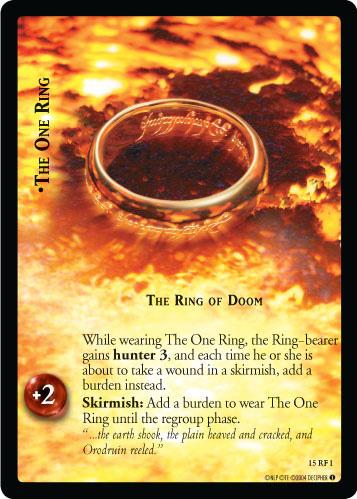 •The One Ring
The Ring of Doom
While wearing The One Ring, the Ring-bearer
gains hunter 3, and each time he or she is
about to take a wound in a skirmish, add a
burden instead.
+2
Skirmish: Add a burden to wear The One
Ring until the regroup phase.
“...the earth shook, the plain heaved and cracked, and
Orodruin reeled.”
15 RF 1